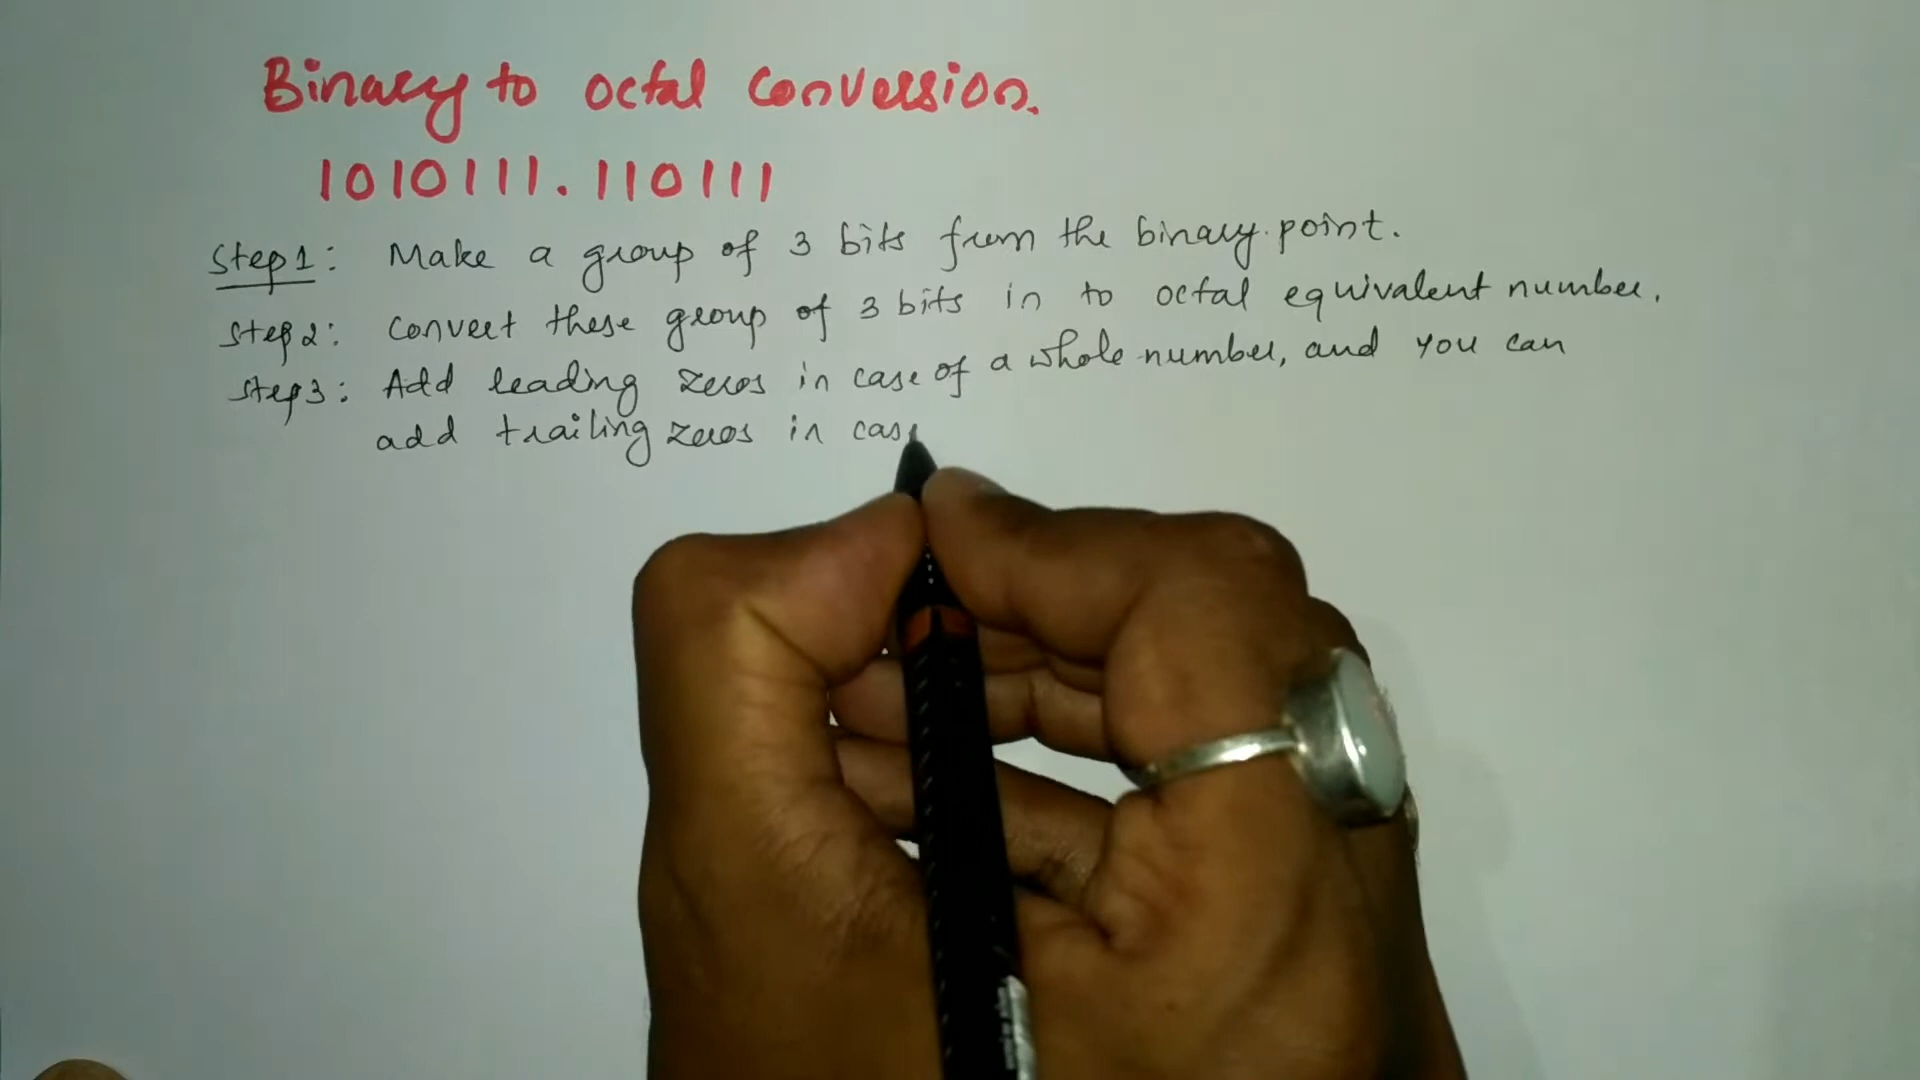 Binary to octal conversion.
1010111.110111
Step1: Make a group of 3 bits from the binary point.
Step2: Convert these group of 3 bits in to octal equivalent number.
Step3: Add leading zeros in case of a whole number, and you can
add trailing zeros in cas